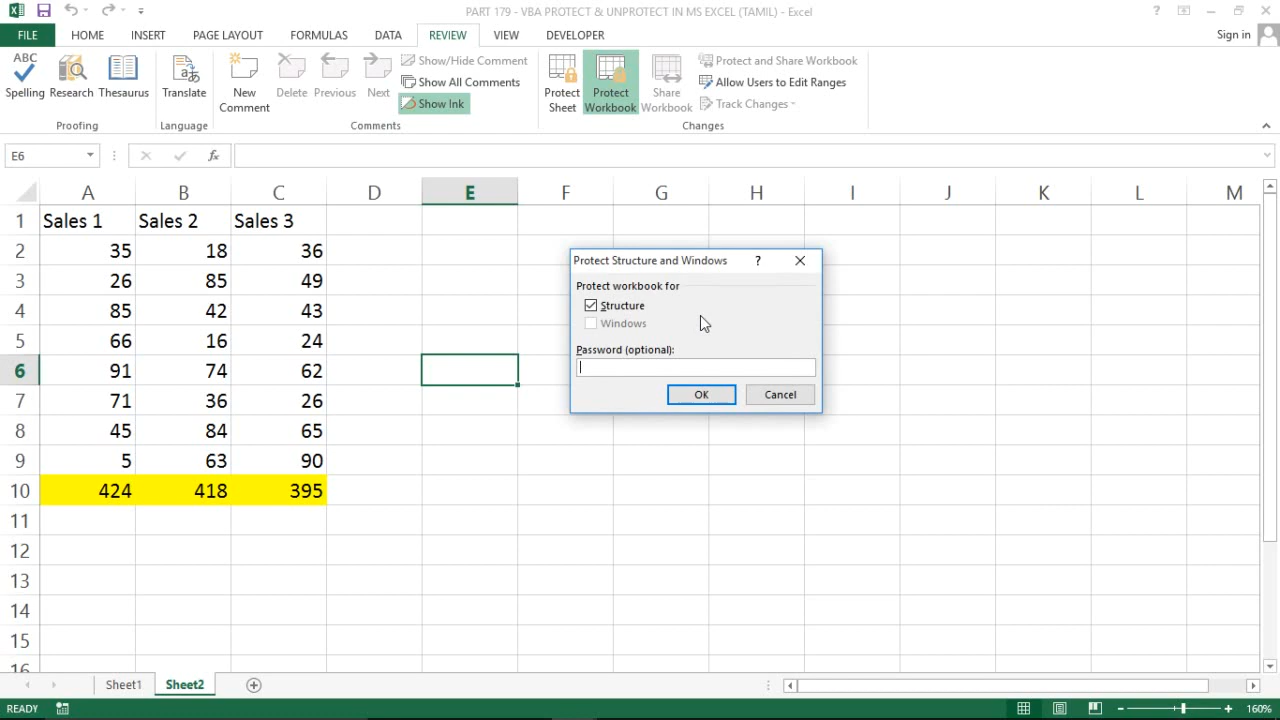 PART 179 - VBA PROTECT & UNPROTECT IN MS EXCEL (TAMIL) - Excel
FILE HOME INSERT PAGE LAYOUT FORMULAS DATA REVIEW VIEW DEVELOPER Sign in
ABC
Spelling Research Thesaurus
Proofing
Translate
Language
New Comment Delete Previous Next
Show/Hide Comment
Show All Comments
Show Ink
Comments
Protect Sheet Protect Workbook Share Workbook
Protect and Share Workbook
Allow Users to Edit Ranges
Track Changes
Changes
E6 fx
A B C D E F G H I J K L M
1 Sales 1 Sales 2 Sales 3
2 35 18 36
3 26 85 49
4 85 42 43
5 66 16 24
6 91 74 62
7 71 36 26
8 45 84 65
9 5 63 90
10 424 418 395
11
12
13
14
15
16
Protect Structure and Windows ?
Protect workbook for
Structure
Windows
Password (optional):
OK Cancel
Sheet1 Sheet2
READY 160%